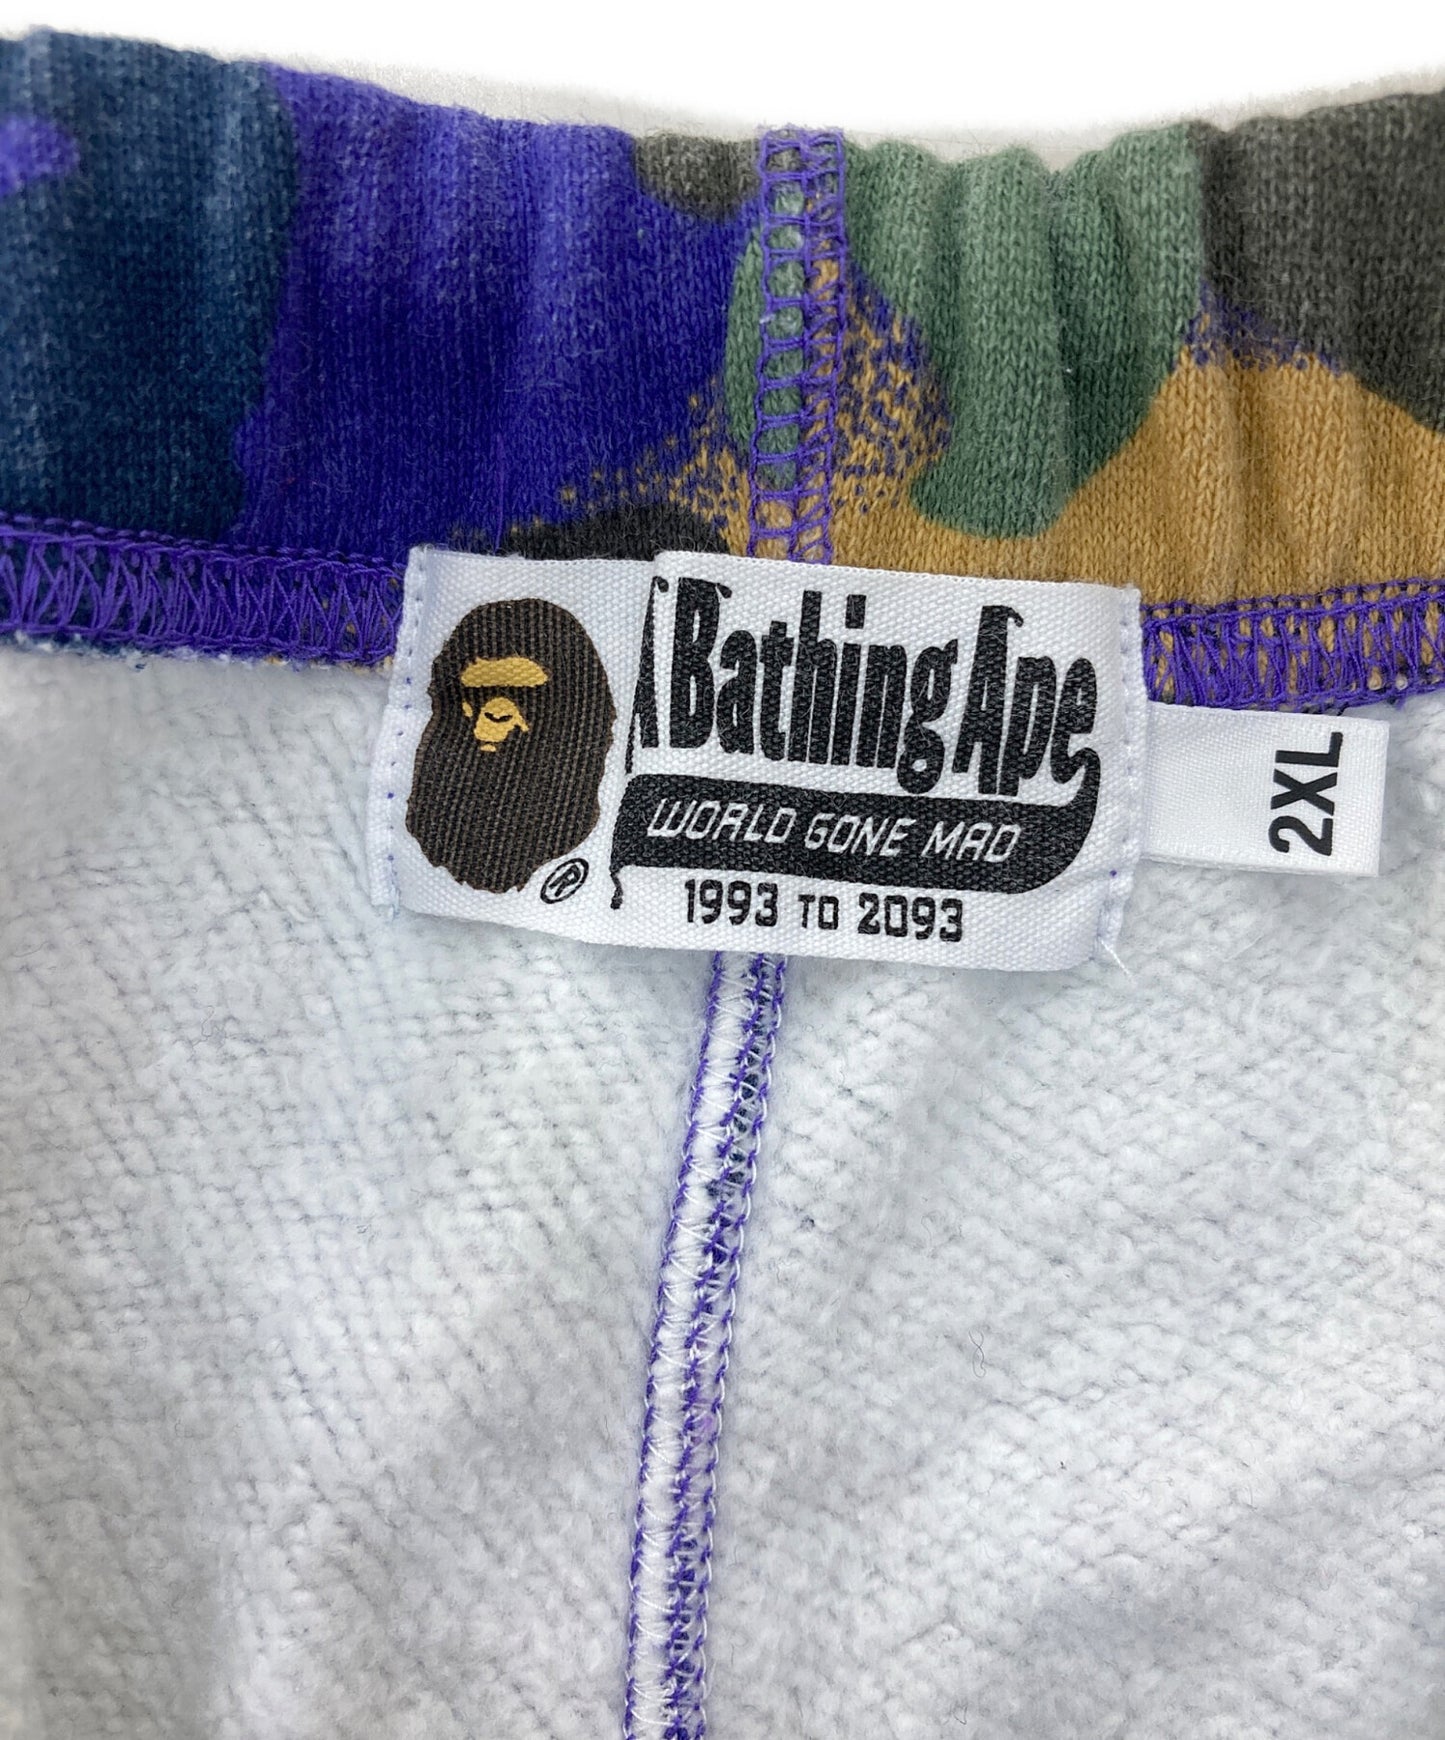 A Bathing Ape
WORLD GONE MAD
1993 TO 2093
®
2XL